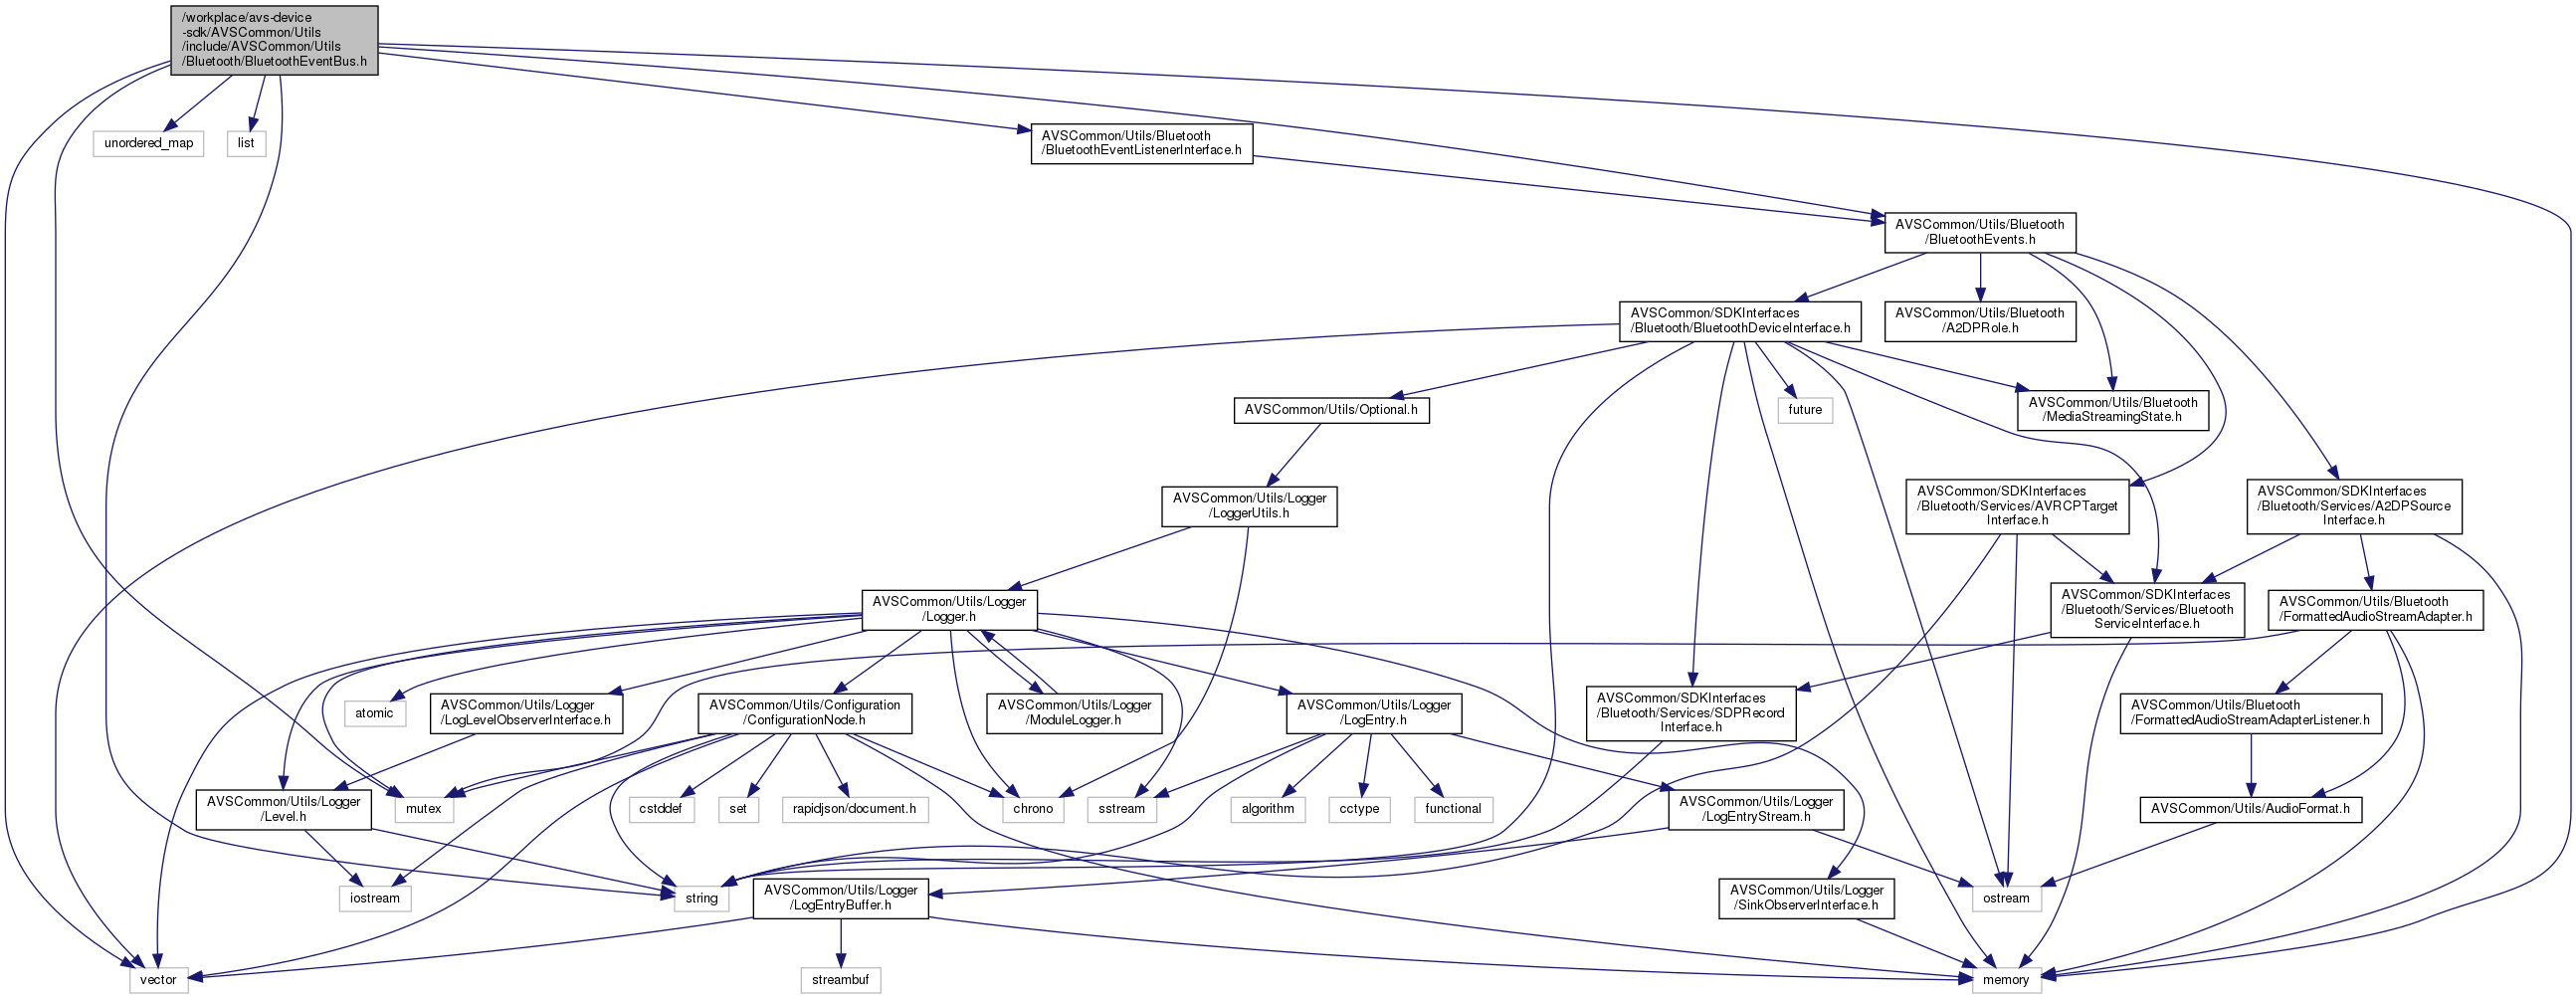 /workplace/avs-device
-sdk/AVSCommon/Utils
/include/AVSCommon/Utils
/Bluetooth/BluetoothEventBus.h
unordered_map
list
AVSCommon/Utils/Bluetooth
/BluetoothEventListenerInterface.h
AVSCommon/Utils/Bluetooth
/BluetoothEvents.h
AVSCommon/SDKInterfaces
/Bluetooth/BluetoothDeviceInterface.h
AVSCommon/Utils/Bluetooth
/A2DPRole.h
AVSCommon/Utils/Optional.h
future
AVSCommon/Utils/Bluetooth
/MediaStreamingState.h
AVSCommon/Utils/Logger
/LoggerUtils.h
AVSCommon/SDKInterfaces
/Bluetooth/Services/AVRCPTarget
Interface.h
AVSCommon/SDKInterfaces
/Bluetooth/Services/A2DPSource
Interface.h
AVSCommon/Utils/Logger
/Logger.h
AVSCommon/SDKInterfaces
/Bluetooth/Services/Bluetooth
ServiceInterface.h
AVSCommon/Utils/Bluetooth
/FormattedAudioStreamAdapter.h
atomic
AVSCommon/Utils/Logger
/LogLevelObserverInterface.h
AVSCommon/Utils/Configuration
/ConfigurationNode.h
AVSCommon/Utils/Logger
/ModuleLogger.h
AVSCommon/Utils/Logger
/LogEntry.h
AVSCommon/SDKInterfaces
/Bluetooth/Services/SDPRecord
Interface.h
AVSCommon/Utils/Bluetooth
/FormattedAudioStreamAdapterListener.h
AVSCommon/Utils/Logger
/Level.h
mutex
cstddef
set
rapidjson/document.h
chrono
sstream
algorithm
cctype
functional
AVSCommon/Utils/Logger
/LogEntryStream.h
AVSCommon/Utils/AudioFormat.h
iostream
string
AVSCommon/Utils/Logger
/LogEntryBuffer.h
AVSCommon/Utils/Logger
/SinkObserverInterface.h
ostream
vector
streambuf
memory